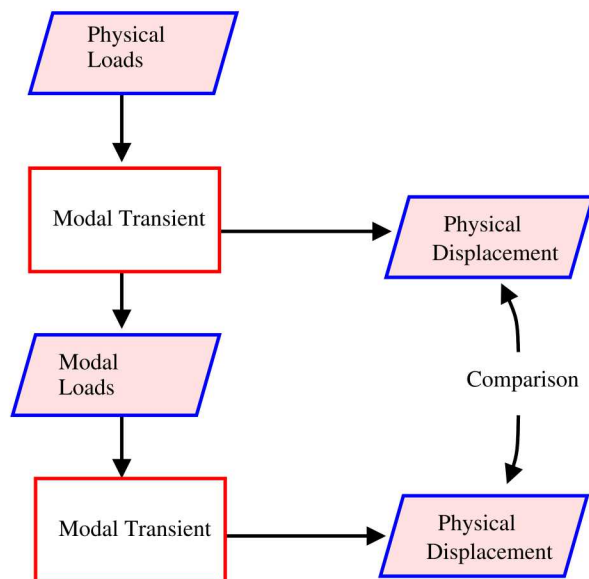 Physical
Loads
Modal Transient
Physical
Displacement
Modal
Loads
Comparison
Modal Transient
Physical
Displacement